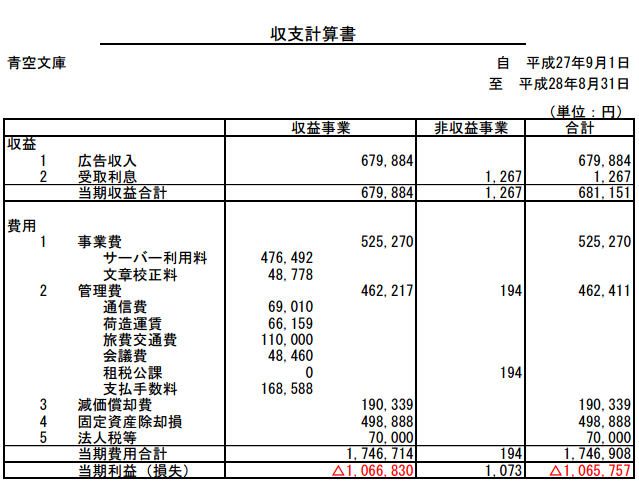 収支計算書
青空文庫 自 平成27年9月1日
至 平成28年8月31日
(単位:円)
収益事業 非収益事業 合計
収益
1 広告収入 679,884 679,884
2 受取利息 1,267 1,267
当期収益合計 679,884 1,267 681,151
費用
1 事業費 525,270 525,270
サーバー利用料 476,492
文章校正料 48,778
2 管理費 462,217 194 462,411
通信費 69,010
荷造運賃 66,159
旅費交通費 110,000
会議費 48,460
租税公課 0 194
支払手数料 168,588
3 減価償却費 190,339 190,339
4 固定資産除却損 498,888 498,888
5 法人税等 70,000 70,000
当期費用合計 1,746,714 194 1,746,908
当期利益(損失) △1,066,830 1,073 △1,065,757